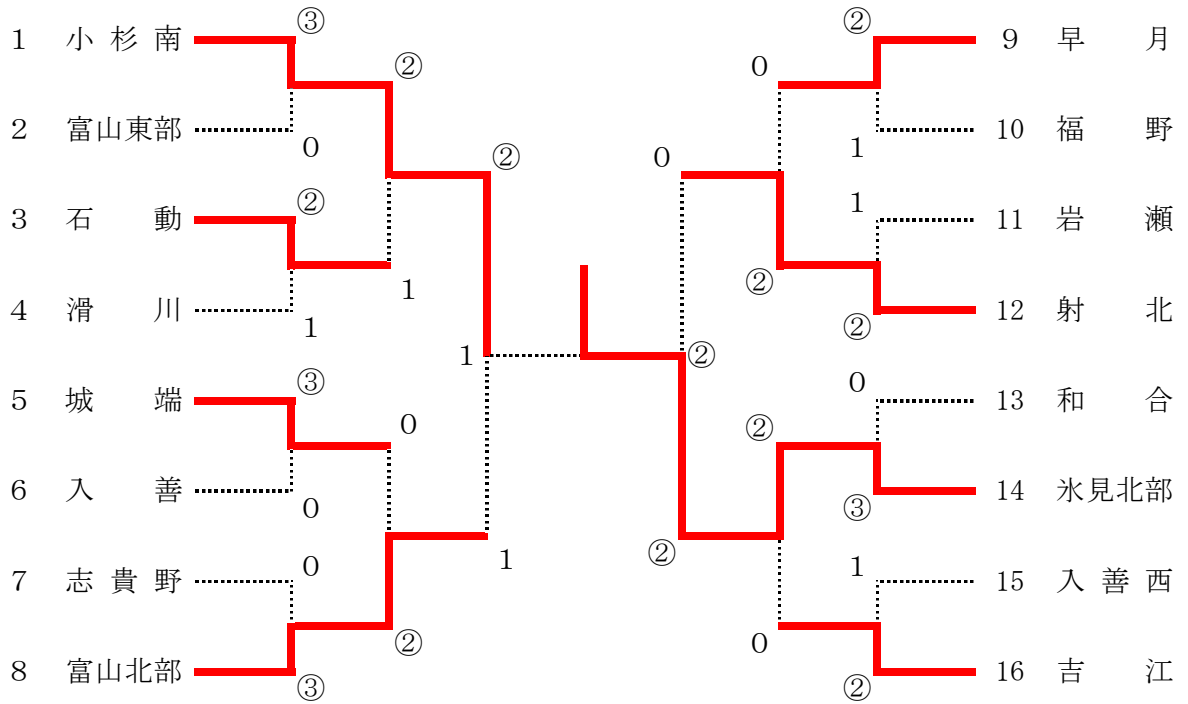 ③ ②
1 小杉南 9 早月
② 0
2 富山東部 10 福野
0 1
② 0
② 1
3 石動 11 岩瀬
1 ②
4 滑川 12 射北
1 ②
1 ②
③ 0
5 城端 13 和合
0 ②
6 入善 14 氷見北部
0 ③
1 ②
0 1
7 志貴野 15 入善西
② 0
8 富山北部 16 吉江
③ ②